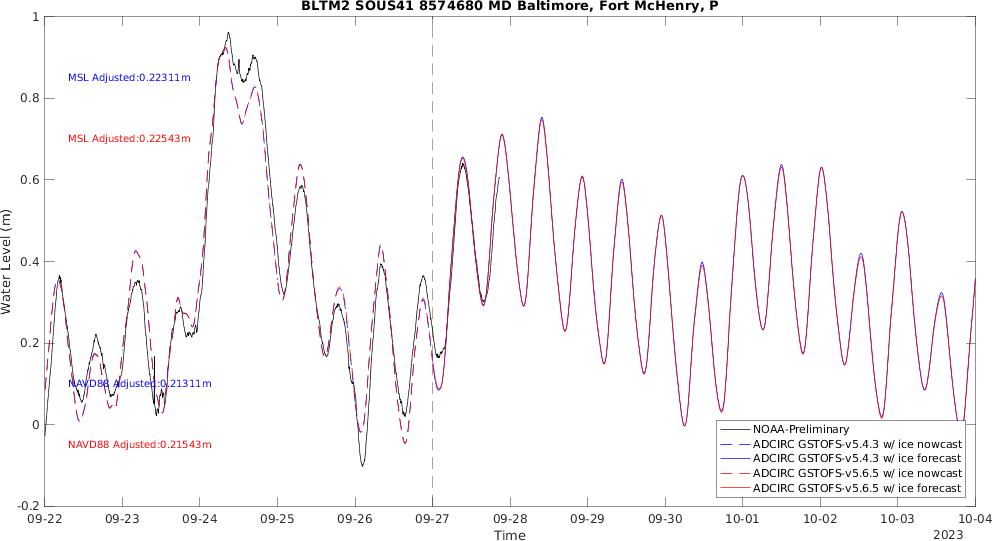 BLTM2 SOUS41 8574680 MD Baltimore, Fort McHenry, P
Water Level (m)
1
0.8
0.6
0.4
0.2
0
-0.2
MSL Adjusted:0.22311m
MSL Adjusted:0.22543m
NAVD88 Adjusted:0.21311m
NAVD88 Adjusted:0.21543m
NOAA-Preliminary
ADCIRC GSTOFS-v5.4.3 w/ ice nowcast
ADCIRC GSTOFS-v5.4.3 w/ ice forecast
ADCIRC GSTOFS-v5.6.5 w/ ice nowcast
ADCIRC GSTOFS-v5.6.5 w/ ice forecast
09-22 09-23 09-24 09-25 09-26 09-27 09-28 09-29 09-30 10-01 10-02 10-03 10-04
Time
2023